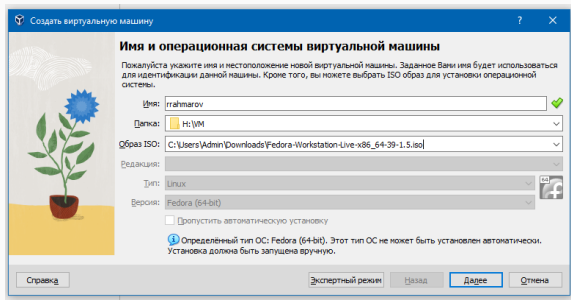 Создать виртуальную машину
Имя и операционная системы виртуальной машины
Пожалуйста укажите имя и местоположение новой виртуальной машины. Заданное Вами имя будет использоваться
для идентификации данной машины. Кроме того, вы можете выбрать ISO образ для установки операционной
системы.
Имя: rrahmarov
Папка: H:\VM
Образ ISO: C:\Users\Admin\Downloads\Fedora-Workstation-Live-x86_64-39-1.5.iso
Редакция:
Тип: Linux
64
Версия: Fedora (64-bit)
Пропустить автоматическую установку
Определённый тип ОС: Fedora (64-bit). Этот тип ОС не может быть установлен автоматически.
Установка должна быть запущена вручную.
Справка Экспертный режим Назад Далее Отмена